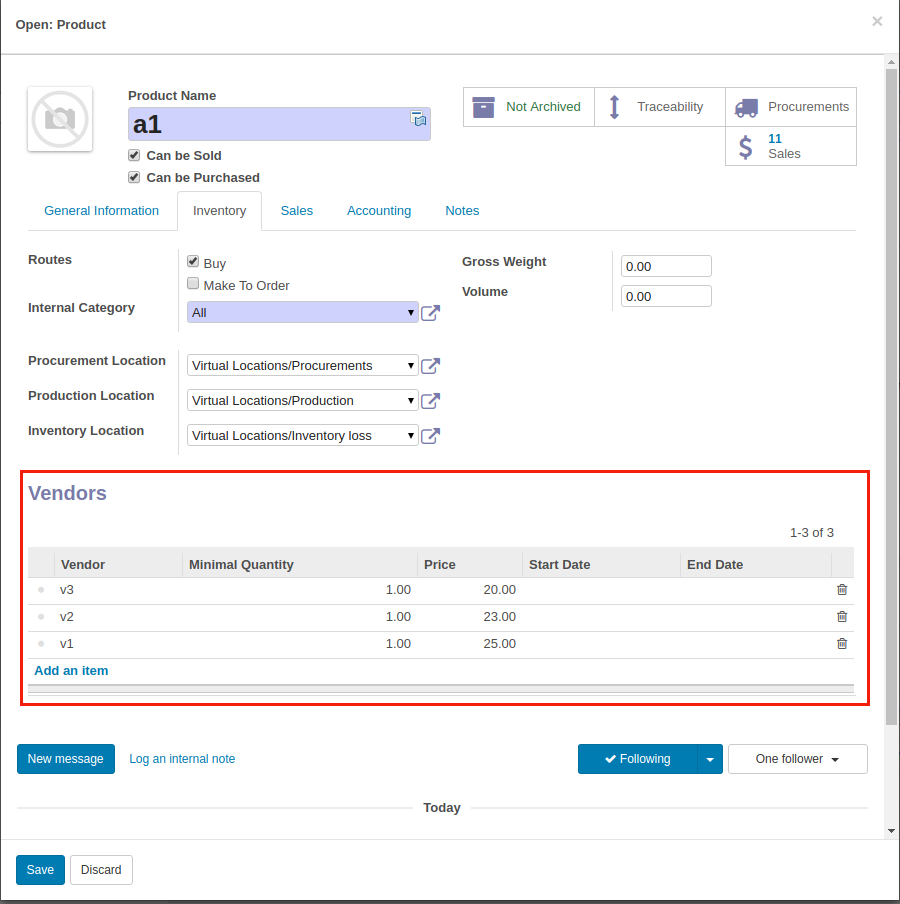 Open: Product
×
Product Name
a1
Can be Sold
Can be Purchased
Not Archived
Traceability
Procurements
11
Sales
General Information Inventory Sales Accounting Notes
Routes
Buy
Make To Order
Internal Category
All
Gross Weight 0.00
Volume 0.00
Procurement Location Virtual Locations/Procurements
Production Location Virtual Locations/Production
Inventory Location Virtual Locations/Inventory loss
Vendors
1-3 of 3
Vendor Minimal Quantity Price Start Date End Date
v3 1.00 20.00
v2 1.00 23.00
v1 1.00 25.00
Add an item
New message Log an internal note Following One follower
Today
Save Discard